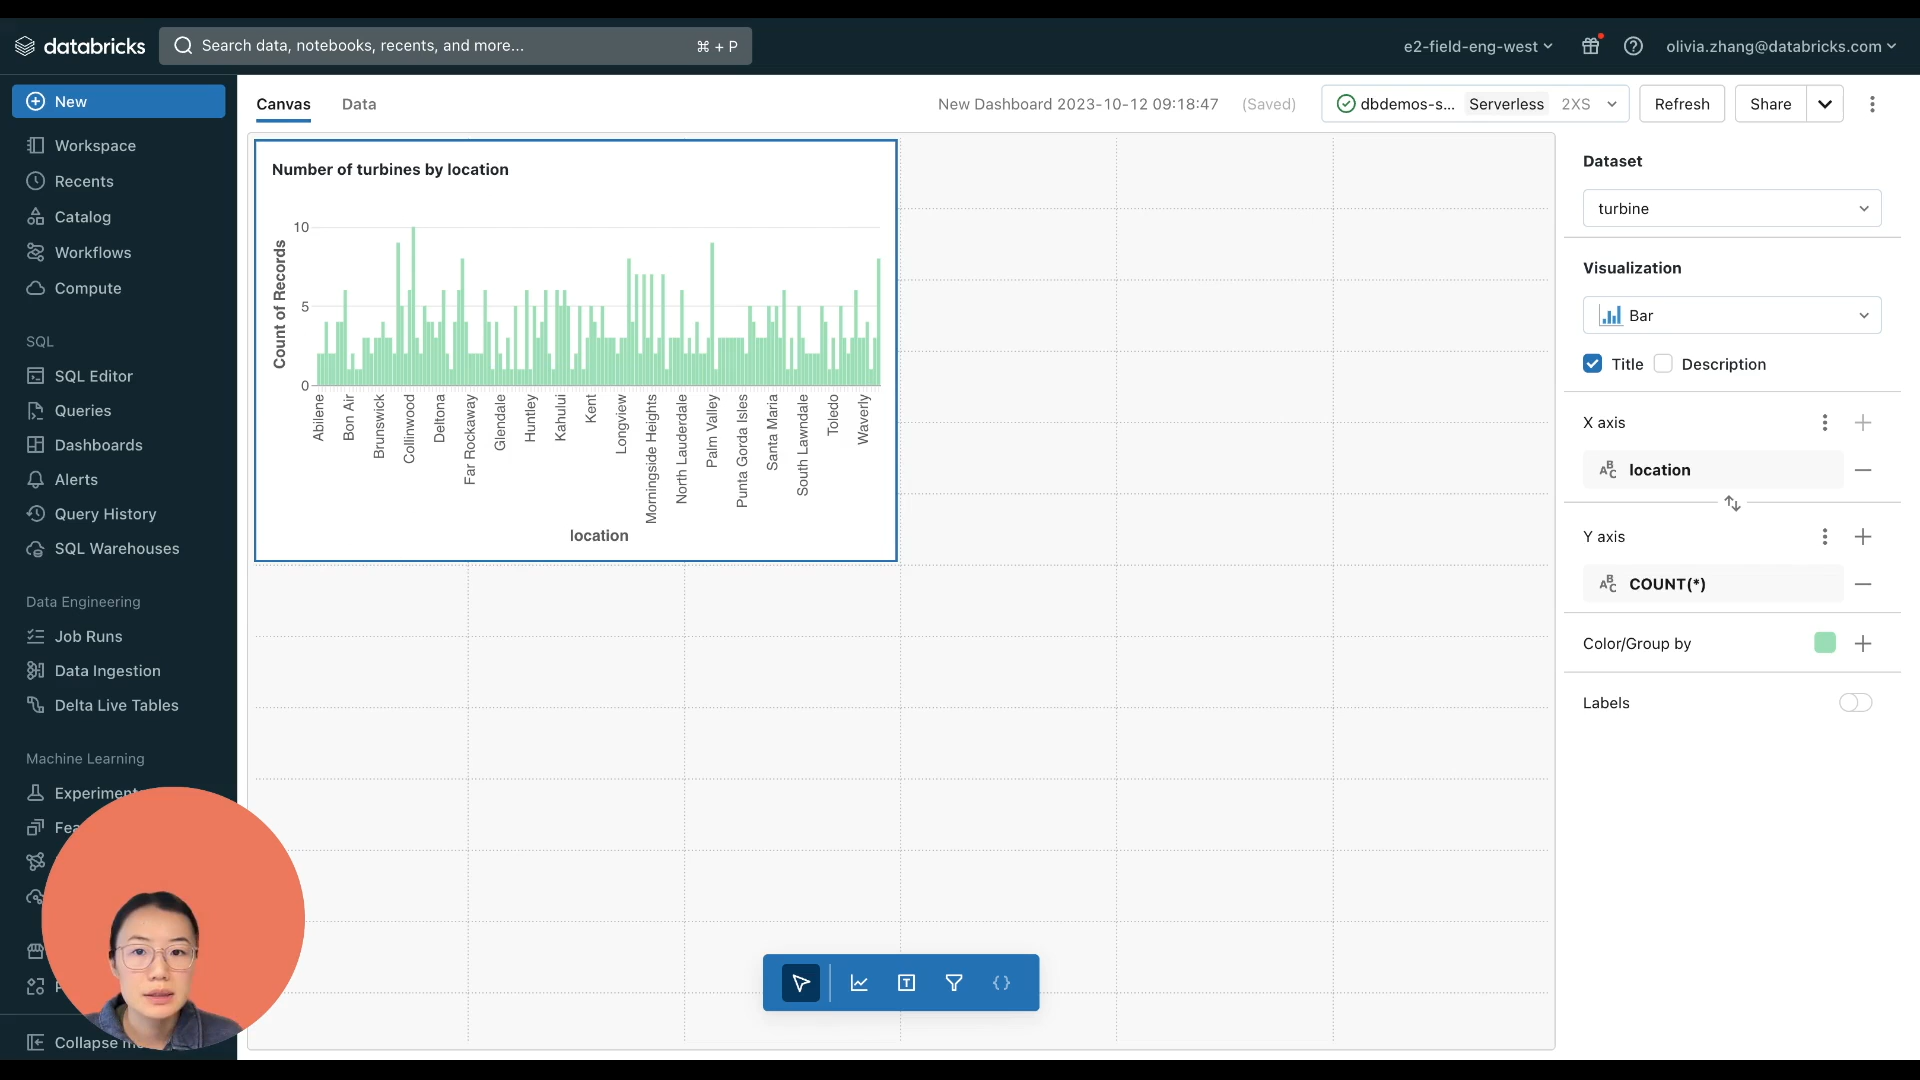 databricks
Search data, notebooks, recents, and more...
⌘ + P
e2-field-eng-west
olivia.zhang@databricks.com
New
Workspace
Recents
Catalog
Workflows
Compute
SQL
SQL Editor
Queries
Dashboards
Alerts
Query History
SQL Warehouses
Data Engineering
Job Runs
Data Ingestion
Delta Live Tables
Machine Learning
Experiment
Fea
Collapse
Canvas
Data
New Dashboard 2023-10-12 09:18:47
(Saved)
dbdemos-s...
Serverless
2XS
Refresh
Share
Number of turbines by location
Count of Records
10
5
0
Abilene
Bon Air
Brunswick
Collinwood
Deltona
Far Rockaway
Glendale
Huntley
Kahului
Kent
Longview
Morningside Heights
North Lauderdale
Palm Valley
Punta Gorda Isles
Santa Maria
South Lawndale
Toledo
Waverly
location
Dataset
turbine
Visualization
Bar
Title
Description
X axis
location
Y axis
COUNT(*)
Color/Group by
Labels